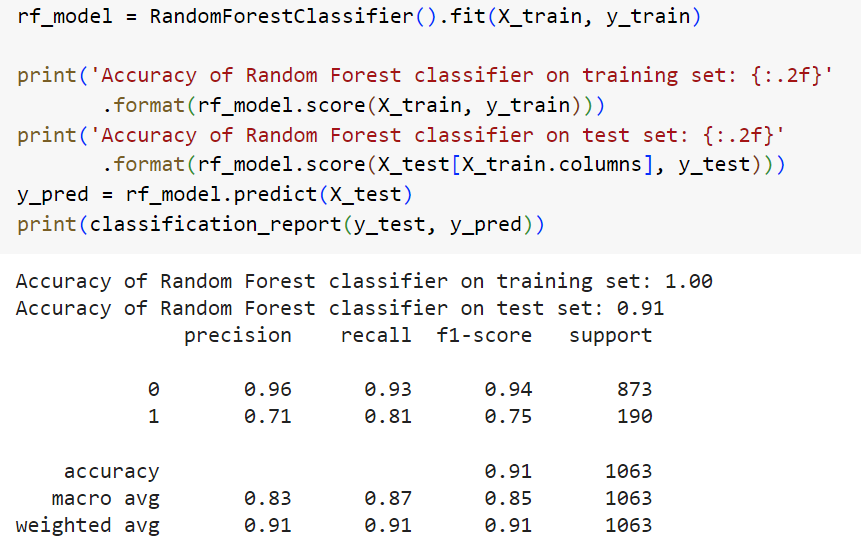 rf_model = RandomForestClassifier().fit(X_train, y_train)
print('Accuracy of Random Forest classifier on training set: {:.2f}'
.format(rf_model.score(X_train, y_train)))
print('Accuracy of Random Forest classifier on test set: {:.2f}'
.format(rf_model.score(X_test[X_train.columns], y_test)))
y_pred = rf_model.predict(X_test)
print(classification_report(y_test, y_pred))
Accuracy of Random Forest classifier on training set: 1.00
Accuracy of Random Forest classifier on test set: 0.91
precision recall f1-score support
0 0.96 0.93 0.94 873
1 0.71 0.81 0.75 190
accuracy 0.91 1063
macro avg 0.83 0.87 0.85 1063
weighted avg 0.91 0.91 0.91 1063